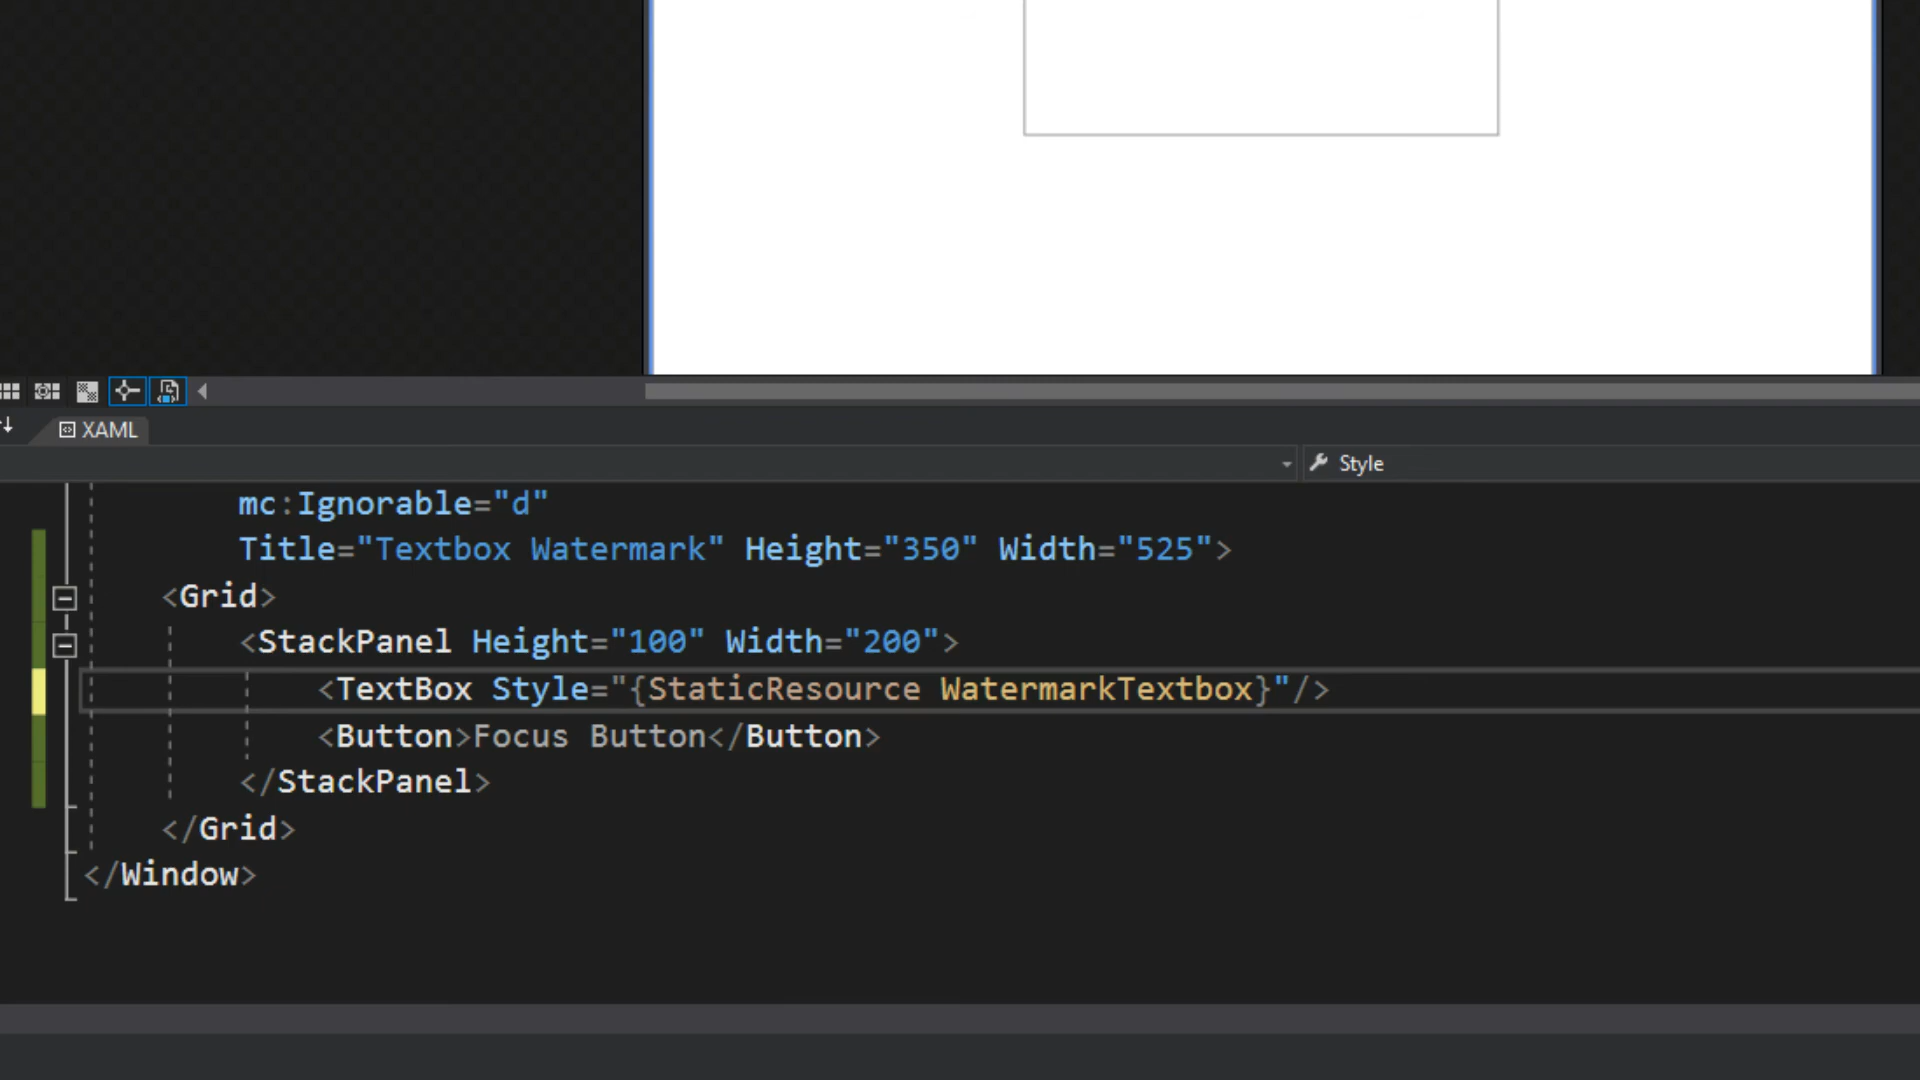 XAML
Style
mc:Ignorable="d"
Title="Textbox Watermark" Height="350" Width="525">
<Grid>
<StackPanel Height="100" Width="200">
<TextBox Style="{StaticResource WatermarkTextbox}"/>
<Button>Focus Button</Button>
</StackPanel>
</Grid>
</Window>